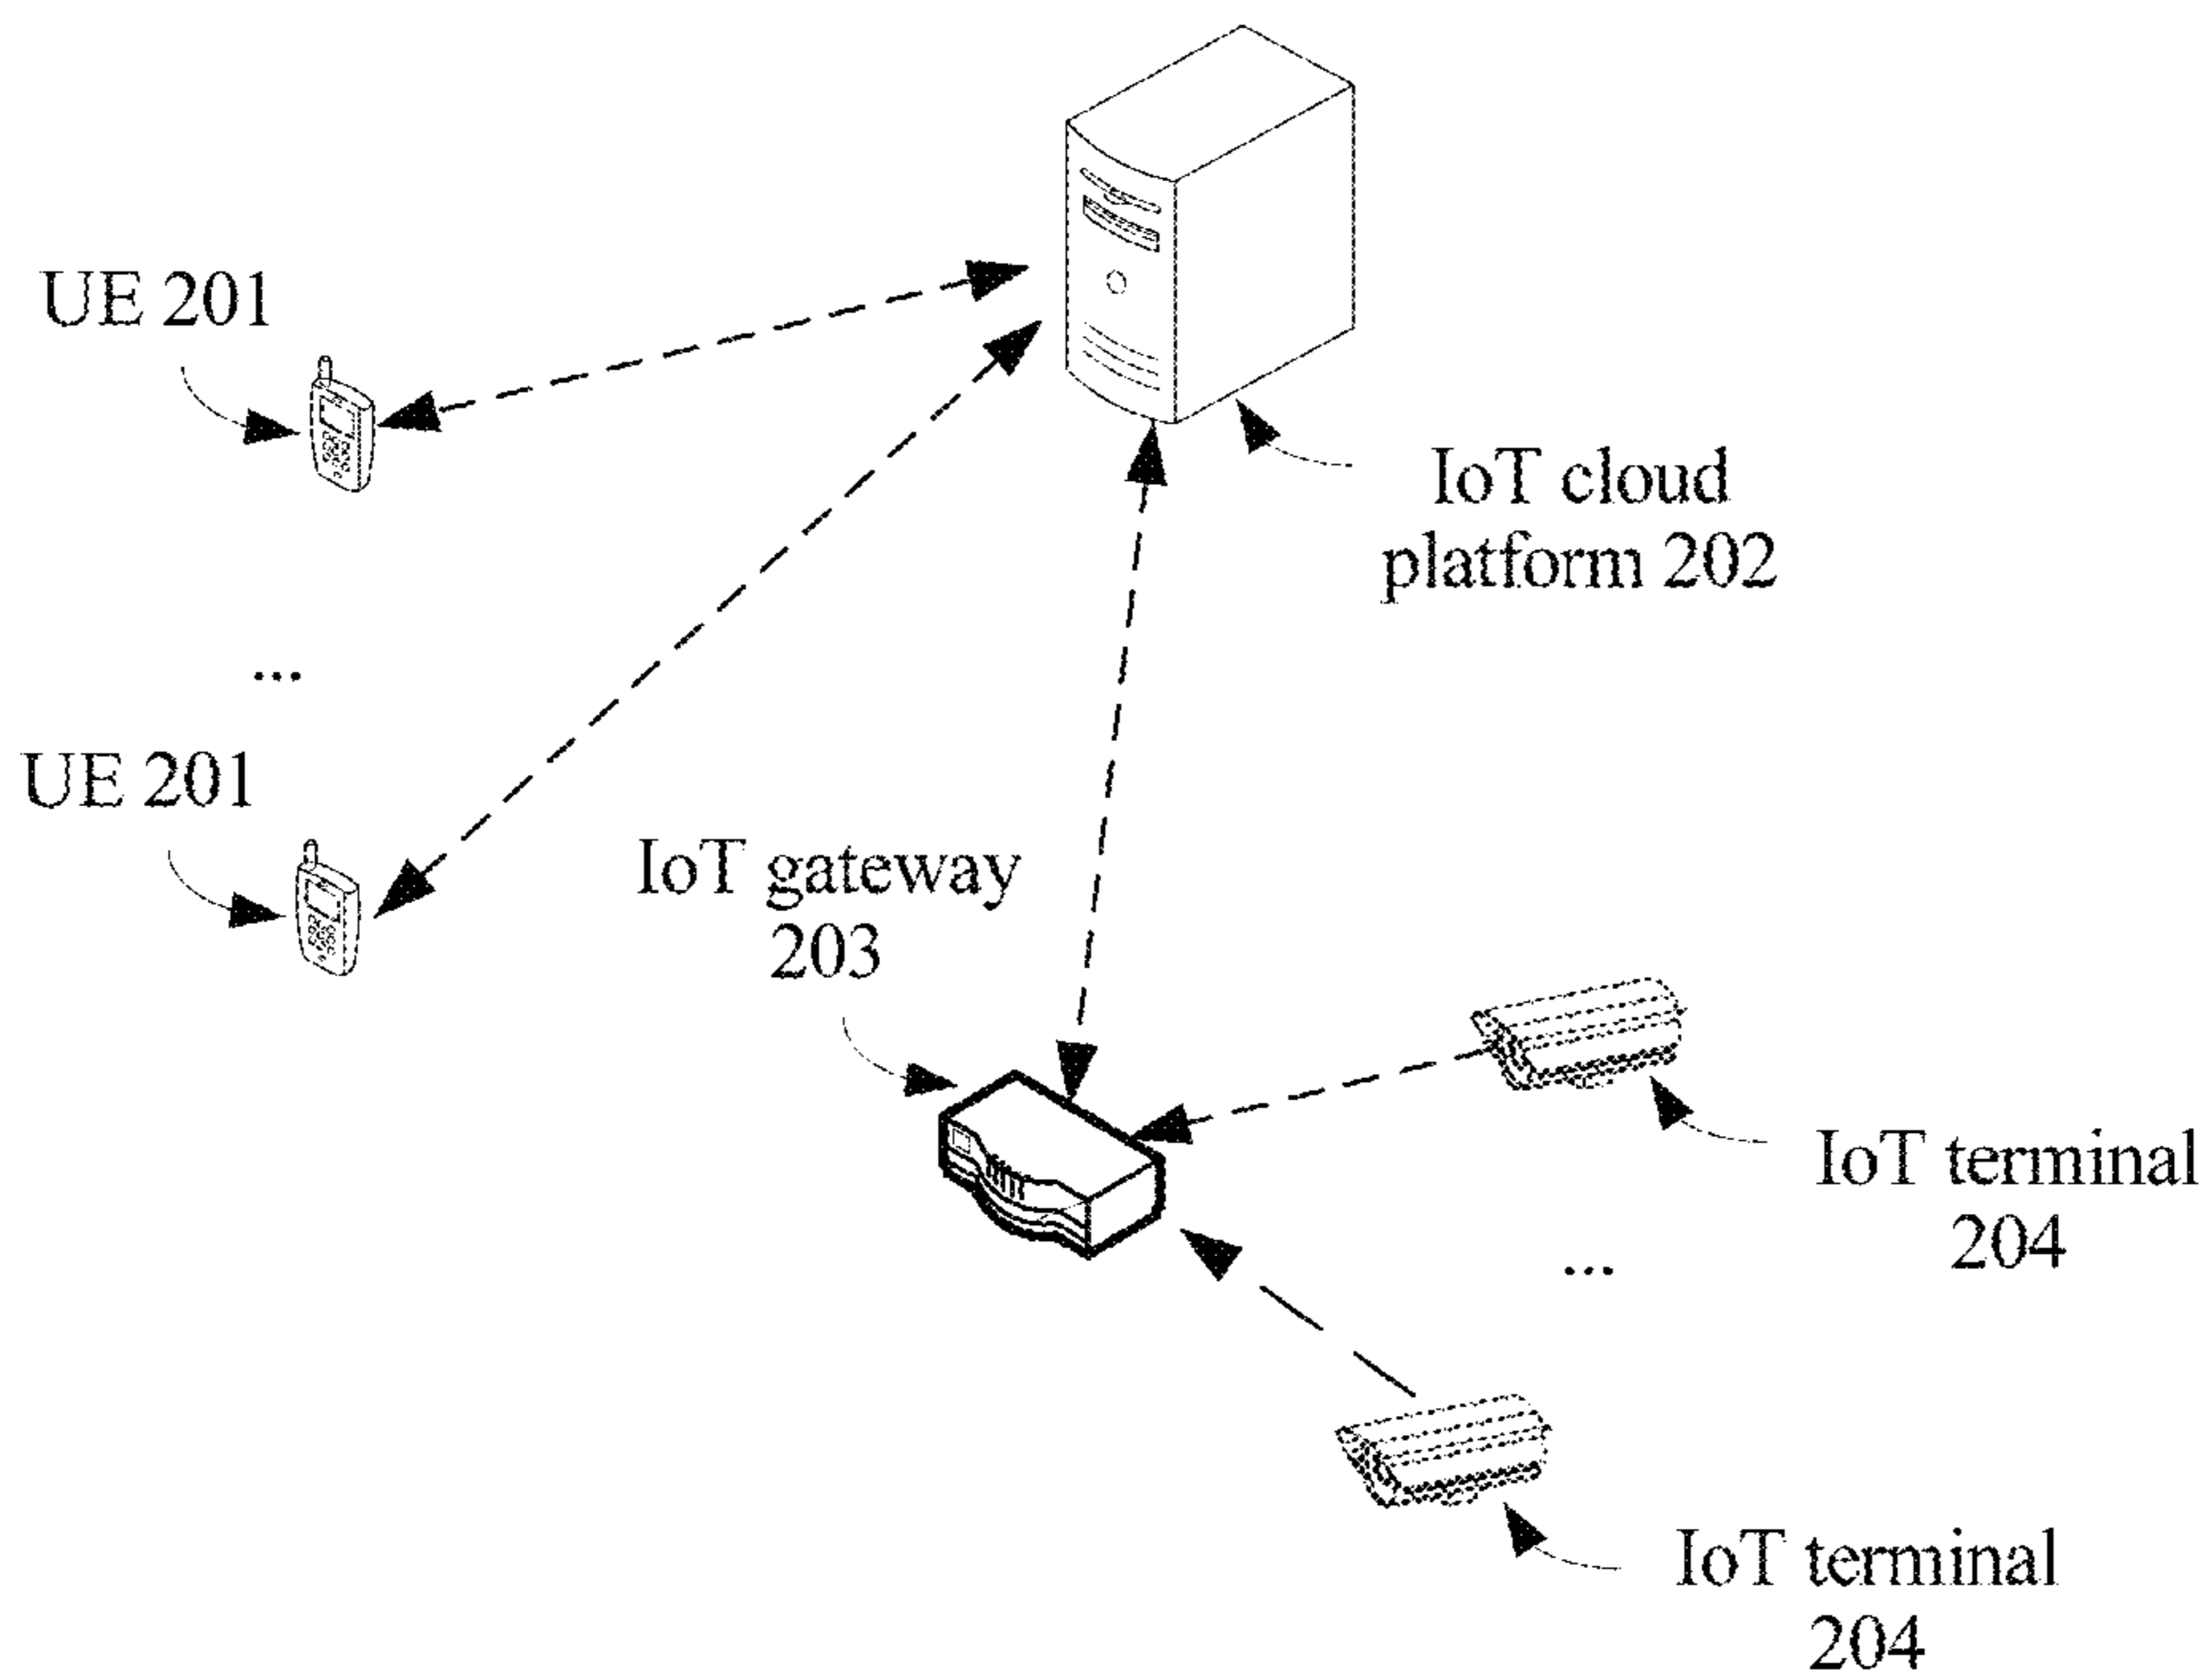 UE 201
IoT cloud
platform 202
...
UE 201
IoT gateway
203
IoT terminal
204
...
IoT terminal
204